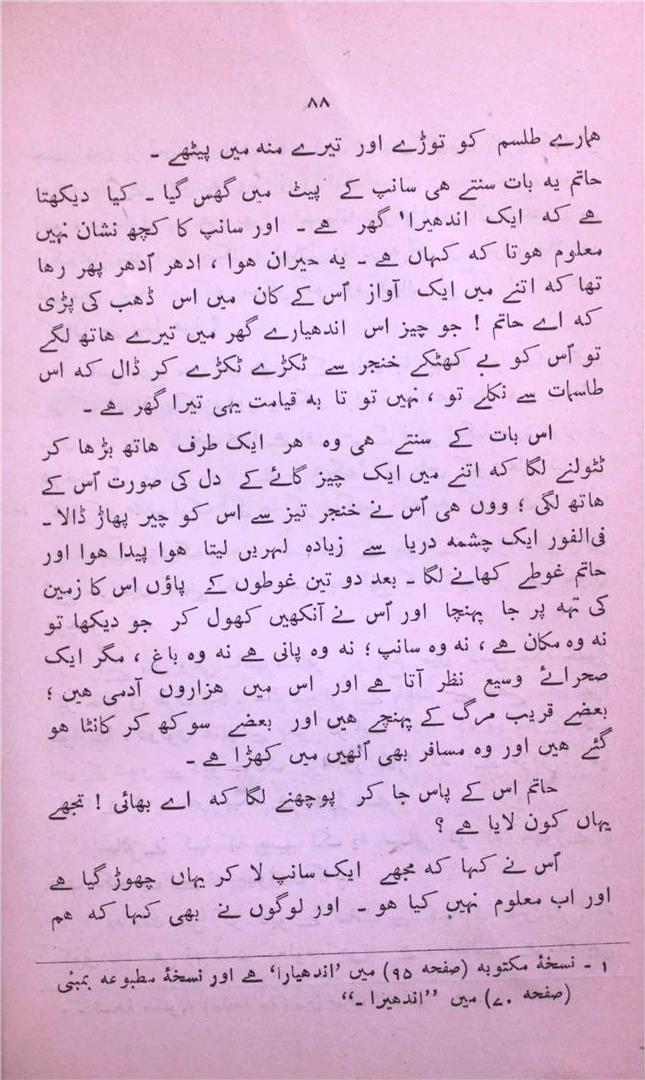 ۸۸
ہمارے طلسم کو توڑے اور تیرے منہ میں پیٹھے ۔
حاتم یہ بات سنتے ہی سانپ کے پیٹ میں گھس گیا ۔ کیا دیکھتا
ہے کہ ایک اندھیرا¹ گھر ہے ۔ اور سانپ کا کچھ نشان نہیں
معلوم ہوتا کہ کہاں ہے ۔ یہ حیران ہوا ، ادھر اُدھر پھر رہا
تھا کہ اتنے میں ایک آواز اُس کے کان میں اس ڈھب کی پڑی
کہ اے حاتم ! جو چیز اس اندھیارے گھر میں تیرے ہاتھ لگے
تو اُس کو بے کھٹکے خنجر سے ٹکڑے ٹکڑے کر ڈال کہ اس
طلسمات سے نکلے تو ، نہیں تو تا بہ قیامت یہی تیرا گھر ہے ۔
اس بات کے سنتے ہی وہ ہر ایک طرف ہاتھ بڑھا کر
ٹٹولنے لگا کہ اتنے میں ایک چیز گائے کے دل کی صورت اُس کے
ہاتھ لگی ؛ ووں ہی اُس نے خنجر تیز سے اس کو چیر پھاڑ ڈالا ۔
فی‌الفور ایک چشمہ دریا سے زیادہ لہریں لیتا ہوا پیدا ہوا اور
حاتم غوطے کھانے لگا ۔ بعد دو تین غوطوں کے پاؤں اس کا زمین
کی تہہ پر جا پہنچا اور اُس نے آنکھیں کھول کر جو دیکھا تو
نہ وہ مکان ہے ، نہ وہ سانپ ؛ نہ وہ پانی ہے نہ وہ باغ ، مگر ایک
صحرائے وسیع نظر آتا ہے اور اس میں ہزاروں آدمی ہیں ؛
بعضے قریب مرگ کے پہنچے ہیں اور بعضے سوکھ کر کانٹا ہو
گئے ہیں اور وہ مسافر بھی اُنھیں میں کھڑا ہے ۔
حاتم اس کے پاس جا کر پوچھنے لگا کہ اے بھائی ! تجھے
یہاں کون لایا ہے ؟
اُس نے کہا کہ مجھے ایک سانپ لا کر یہاں چھوڑ گیا ہے
اور اب معلوم نہیں کیا ہو ۔ اور لوگوں نے بھی کہا کہ ہم
۱ ۔ نسخۂ مکتوبہ (صفحہ ۹۵) میں ’اندھیارا‘ ہے اور نسخۂ مطبوعہ بمبئی
(صفحہ ۷۰) میں ’’اندھیرا ۔‘‘